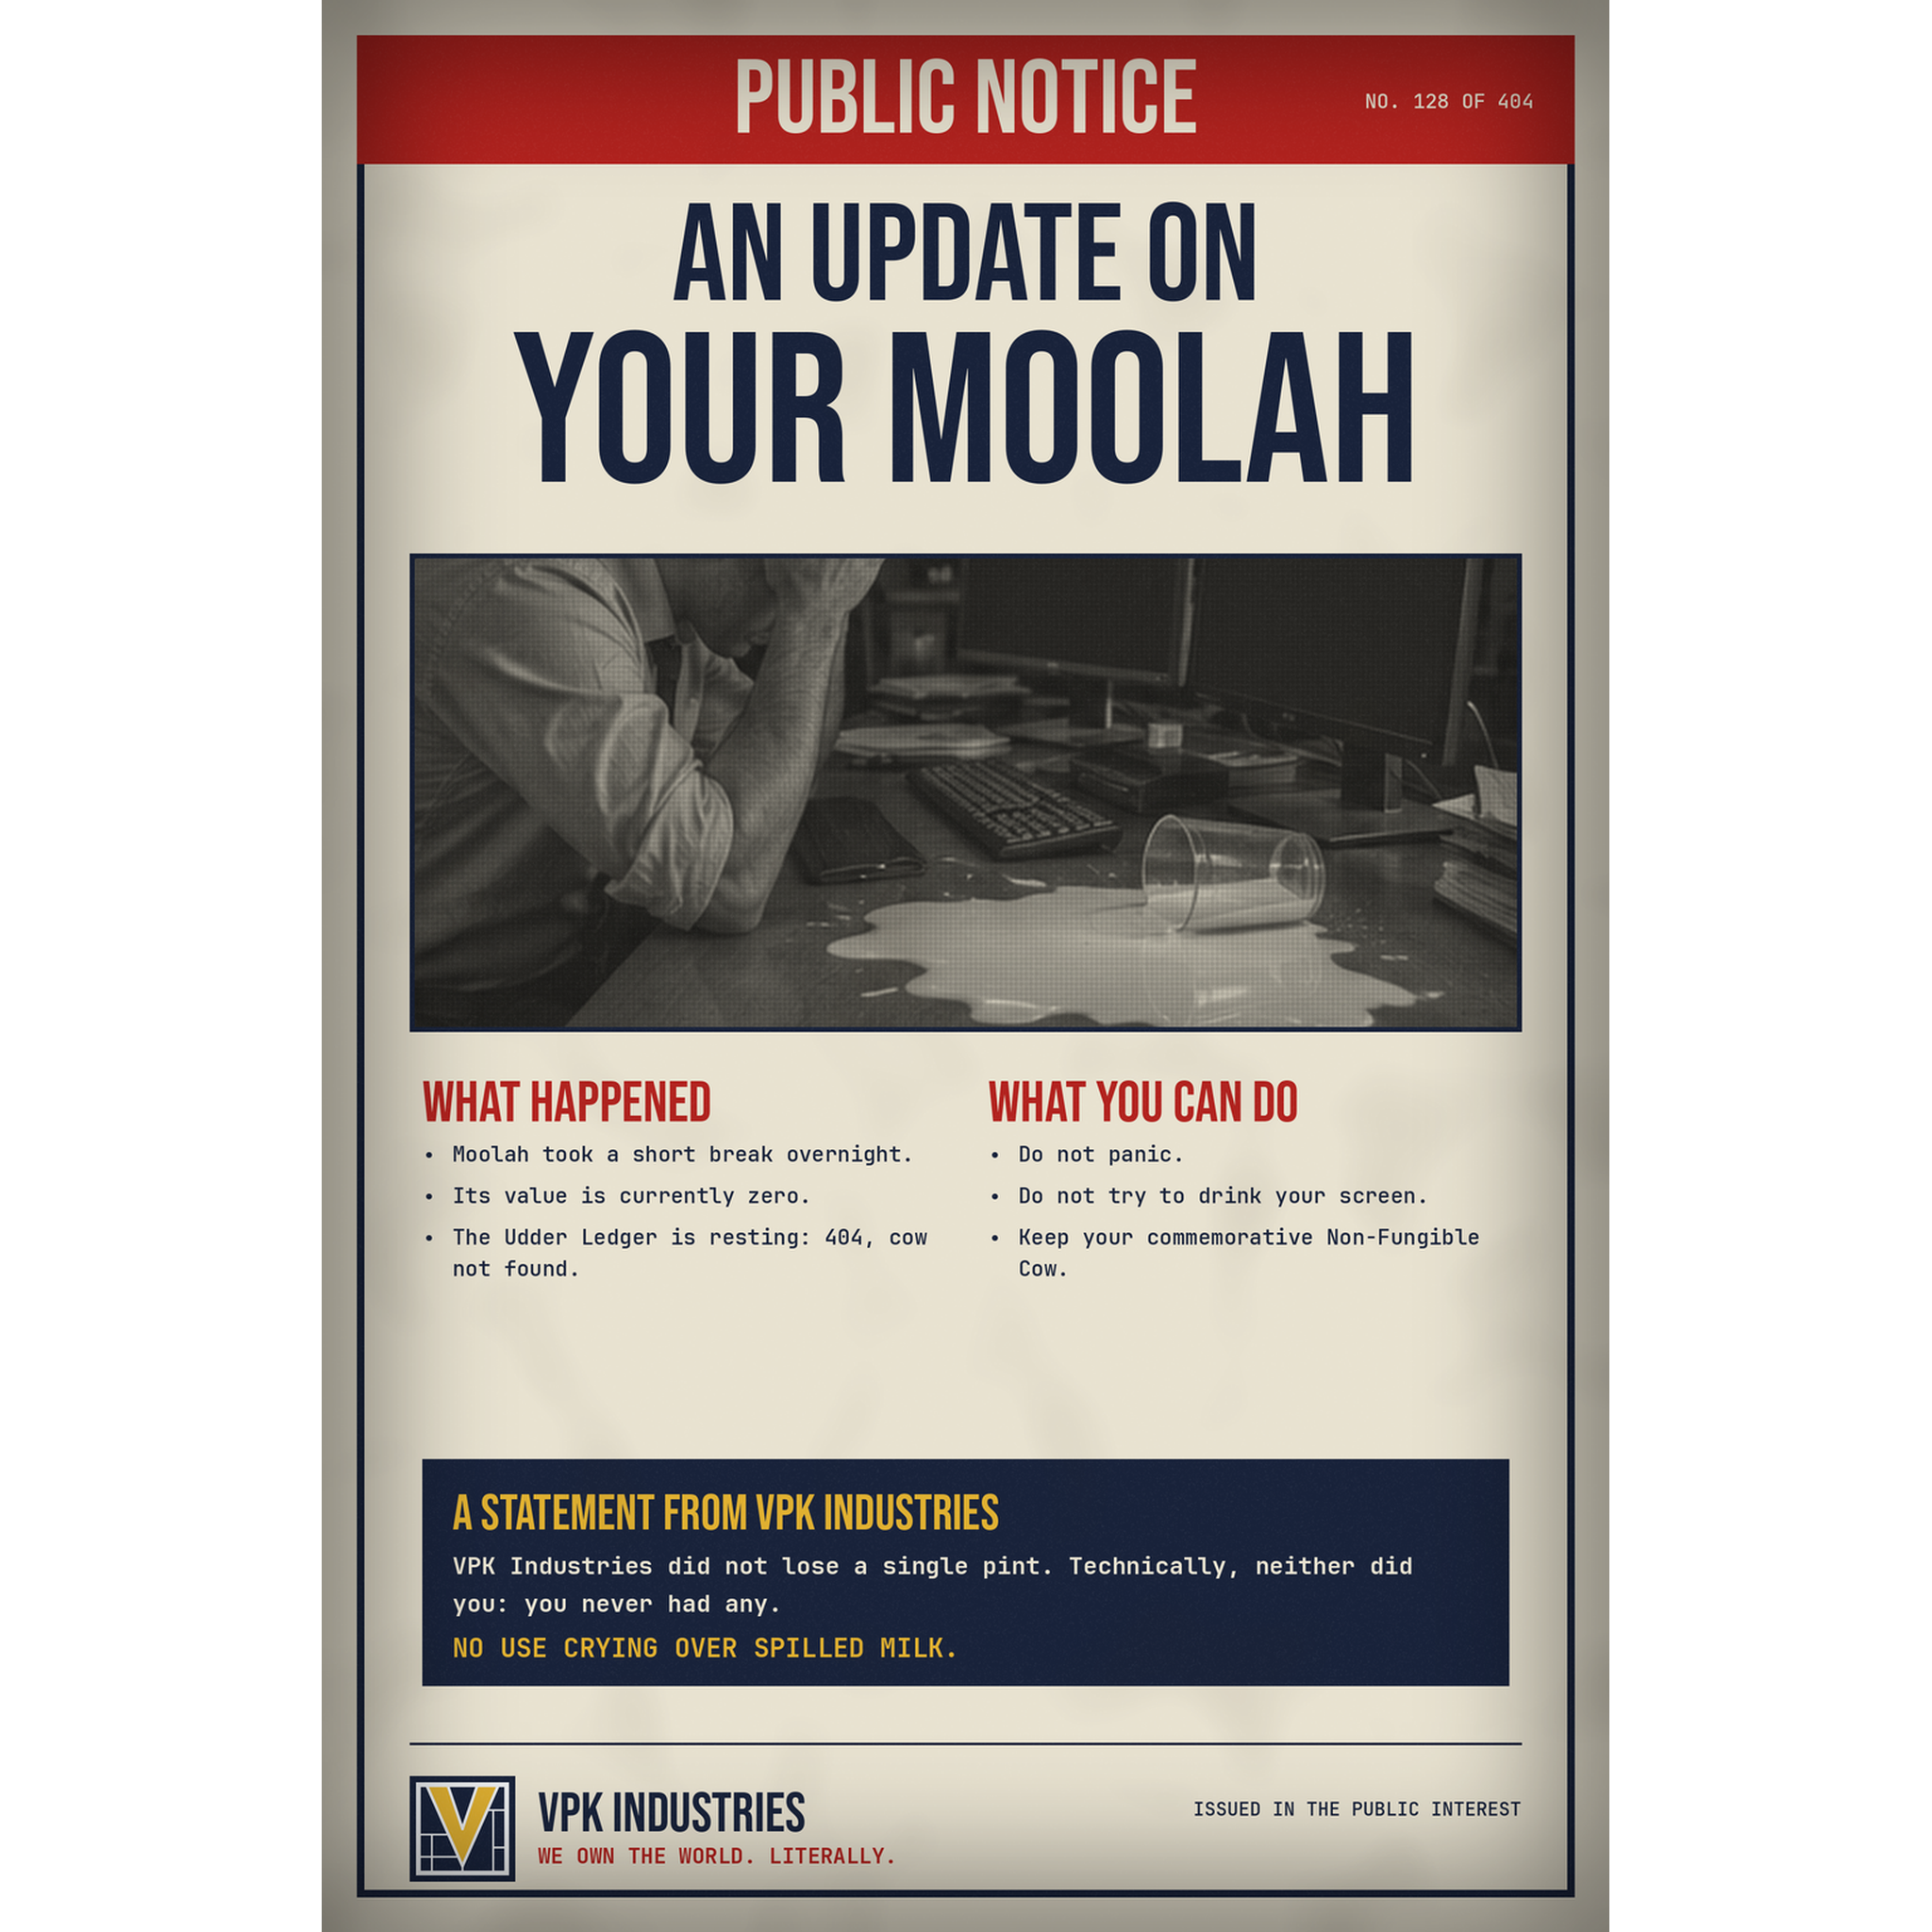 PUBLIC NOTICE
NO. 128 OF 404
AN UPDATE ON
YOUR MOOLAH
WHAT HAPPENED
• Moolah took a short break overnight.
• Its value is currently zero.
• The Udder Ledger is resting: 404, cow
not found.
WHAT YOU CAN DO
• Do not panic.
• Do not try to drink your screen.
• Keep your commemorative Non-Fungible
Cow.
A STATEMENT FROM VPK INDUSTRIES
VPK Industries did not lose a single pint. Technically, neither did
you: you never had any.
NO USE CRYING OVER SPILLED MILK.
V
VPK INDUSTRIES
WE OWN THE WORLD. LITERALLY.
ISSUED IN THE PUBLIC INTEREST